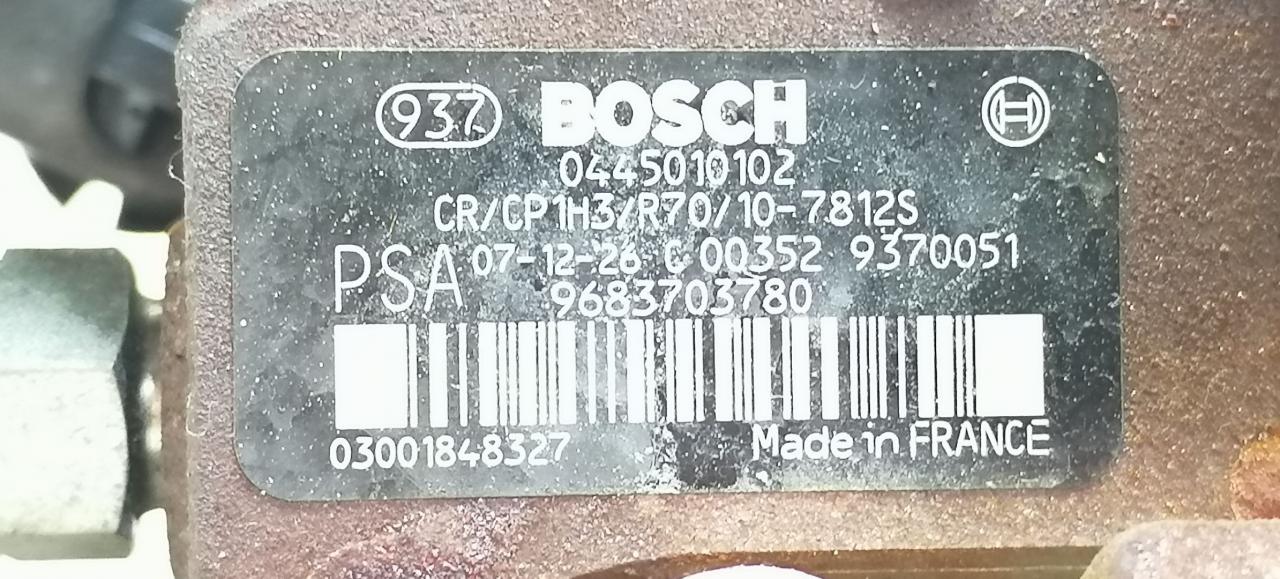 937 BOSCH
0445010102
CR/CP1H3/R70/10-7812S
PSA 07-12-26 G 00352 9370051
9683703780
03001848327 Made in FRANCE